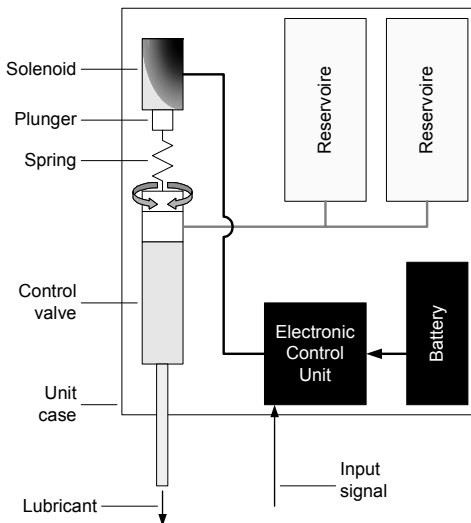 Solenoid
Plunger
Spring
Control
valve
Unit
case
Lubricant
Reservoire
Reservoire
Electronic
Control
Unit
Battery
Input
signal